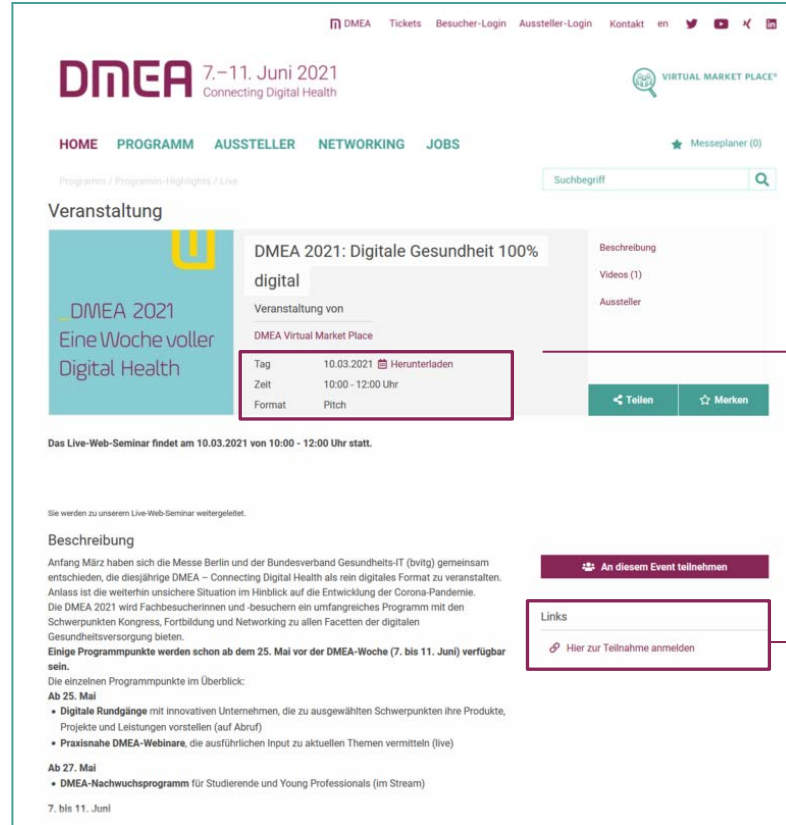 DMEA Tickets Besucher-Login Aussteller-Login Kontakt en
DMEA 7.–11. Juni 2021
Connecting Digital Health
VIRTUAL MARKET PLACE®
HOME PROGRAMM AUSSTELLER NETWORKING JOBS
Messeplaner (0)
Programm / Programm-Highlights / Live
Suchbegriff
Veranstaltung
_DMEA 2021
Eine Woche voller
Digital Health
DMEA 2021: Digitale Gesundheit 100%
digital
Veranstaltung von
DMEA Virtual Market Place
Tag 10.03.2021 Herunterladen
Zeit 10:00 - 12:00 Uhr
Format Pitch
Beschreibung
Videos (1)
Aussteller
Teilen Merken
Das Live-Web-Seminar findet am 10.03.2021 von 10:00 - 12:00 Uhr statt.
Sie werden zu unserem Live-Web-Seminar weitergeleitet.
Beschreibung
Anfang März haben sich die Messe Berlin und der Bundesverband Gesundheits-IT (bvitg) gemeinsam
entschieden, die diesjährige DMEA – Connecting Digital Health als rein digitales Format zu veranstalten.
Anlass ist die weiterhin unsichere Situation im Hinblick auf die Entwicklung der Corona-Pandemie.
Die DMEA 2021 wird Fachbesucherinnen und -besuchern ein umfangreiches Programm mit den
Schwerpunkten Kongress, Fortbildung und Networking zu allen Facetten der digitalen
Gesundheitsversorgung bieten.
Einige Programmpunkte werden schon ab dem 25. Mai vor der DMEA-Woche (7. bis 11. Juni) verfügbar
sein.
Die einzelnen Programmpunkte im Überblick:
Ab 25. Mai
• Digitale Rundgänge mit innovativen Unternehmen, die zu ausgewählten Schwerpunkten ihre Produkte,
Projekte und Leistungen vorstellen (auf Abruf)
• Praxisnahe DMEA-Webinare, die ausführlichen Input zu aktuellen Themen vermitteln (live)
Ab 27. Mai
• DMEA-Nachwuchsprogramm für Studierende und Young Professionals (im Stream)
7. bis 11. Juni
An diesem Event teilnehmen
Links
Hier zur Teilnahme anmelden